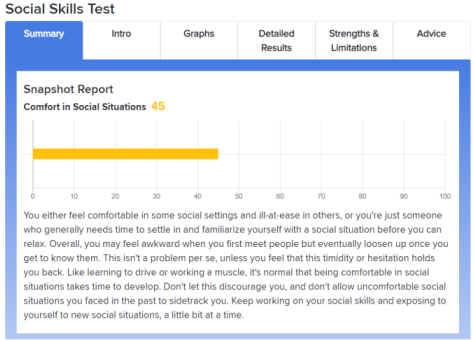 Social Skills Test
Summary
Intro
Graphs
Detailed
Results
Strengths &
Limitations
Advice
Snapshot Report
Comfort in Social Situations 45
0 10 20 30 40 50 60 70 80 90 100
You either feel comfortable in some social settings and ill-at-ease in others, or you're just someone
who generally needs time to settle in and familiarize yourself with a social situation before you can
relax. Overall, you may feel awkward when you first meet people but eventually loosen up once you
get to know them. This isn't a problem per se, unless you feel that this timidity or hesitation holds
you back. Like learning to drive or working a muscle, it's normal that being comfortable in social
situations takes time to develop. Don't let this discourage you, and don't allow uncomfortable social
situations you faced in the past to sidetrack you. Keep working on your social skills and exposing to
yourself to new social situations, a little bit at a time.